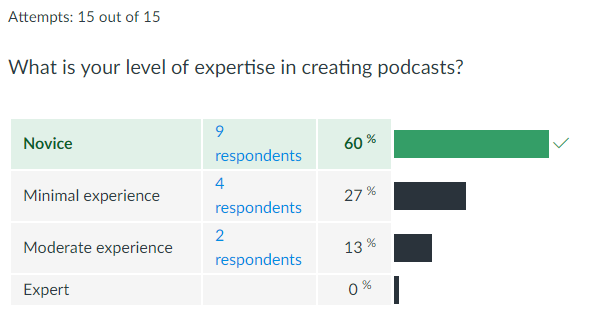 Attempts: 15 out of 15
What is your level of expertise in creating podcasts?
Novice 9 respondents 60 %
Minimal experience 4 respondents 27 %
Moderate experience 2 respondents 13 %
Expert 0 %